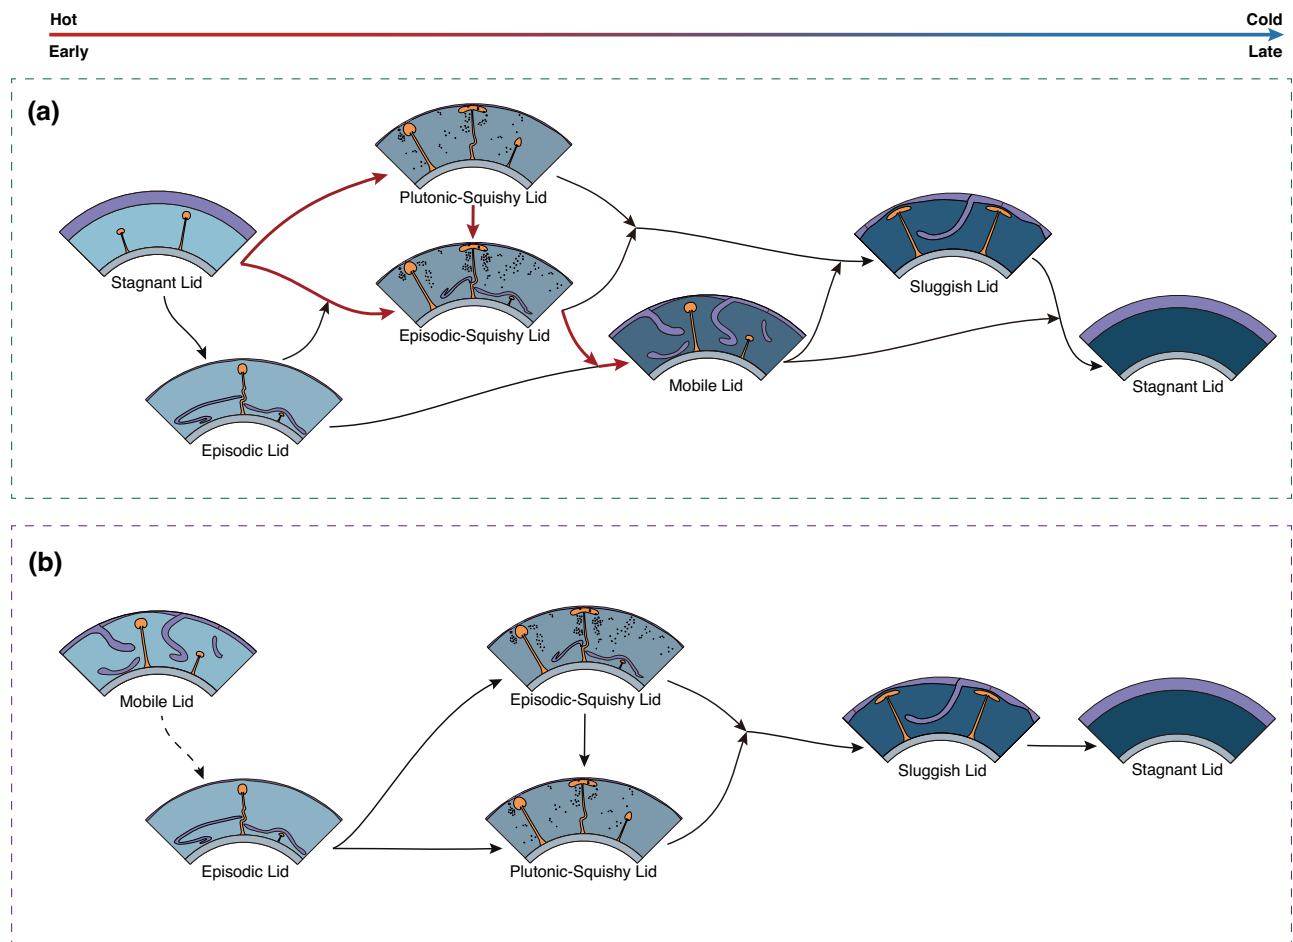 Hot
Cold
Early
Late
(a)
Plutonic-Squishy Lid
Stagnant Lid
Sluggish Lid
Episodic-Squishy Lid
Mobile Lid
Stagnant Lid
Episodic Lid
(b)
Mobile Lid
Episodic-Squishy Lid
Sluggish Lid
Stagnant Lid
Episodic Lid
Plutonic-Squishy Lid